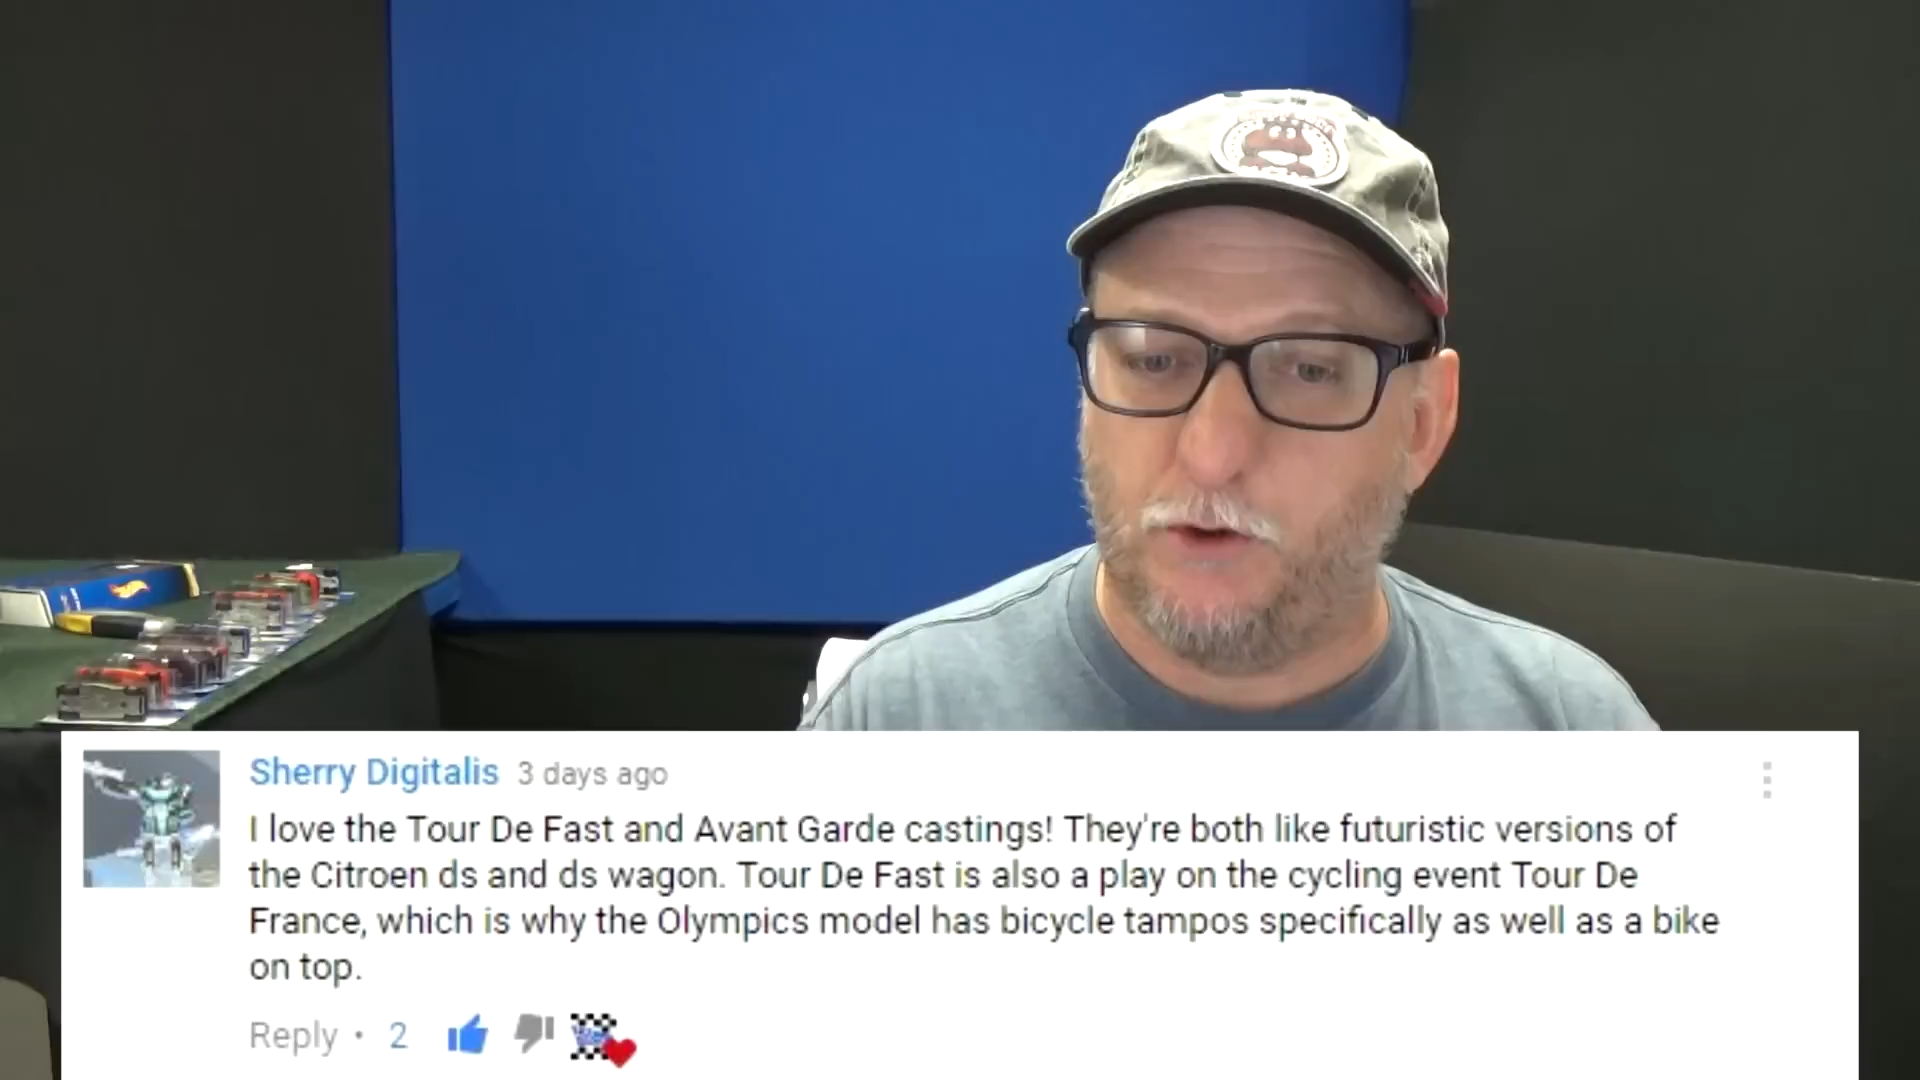 Sherry Digitalis 3 days ago
I love the Tour De Fast and Avant Garde castings! They're both like futuristic versions of
the Citroen ds and ds wagon. Tour De Fast is also a play on the cycling event Tour De
France, which is why the Olympics model has bicycle tampos specifically as well as a bike
on top.
Reply • 2